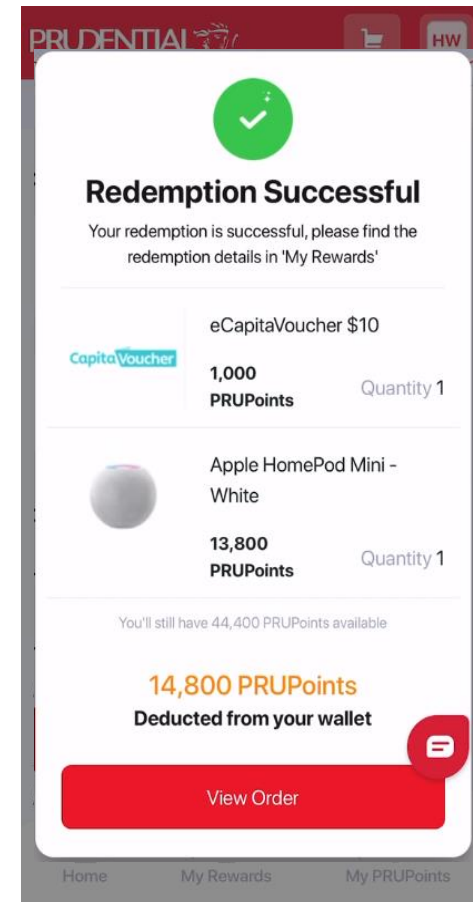 PRUDENTIAL
HW
Redemption Successful
Your redemption is successful, please find the
redemption details in 'My Rewards'
Capita Voucher
eCapitaVoucher $10
1,000
PRUPoints
Quantity 1
Apple HomePod Mini -
White
13,800
PRUPoints
Quantity 1
You'll still have 44,400 PRUPoints available
14,800 PRUPoints
Deducted from your wallet
View Order
Home
My Rewards
My PRUPoints